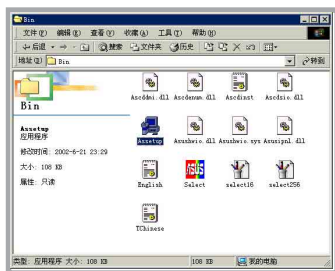 Bin
文件(F) 编辑(E) 查看(V) 收藏(A) 工具(T) 帮助(H)
后退 搜索 文件夹 历史
地址(D) Bin 转到
Bin
Ascdmi.dll Ascdenum.dll Ascdinst Ascdsio.dll
Assetup
应用程序
修改时间: 2002-6-21 23:29
大小: 108 KB
属性: 只读
Assetup Asushwio.dll Asushwio.sys Asusipnl.dll
English Select select16 select256
TChinese
类型: 应用程序 大小: 108 KB 108 KB 我的电脑